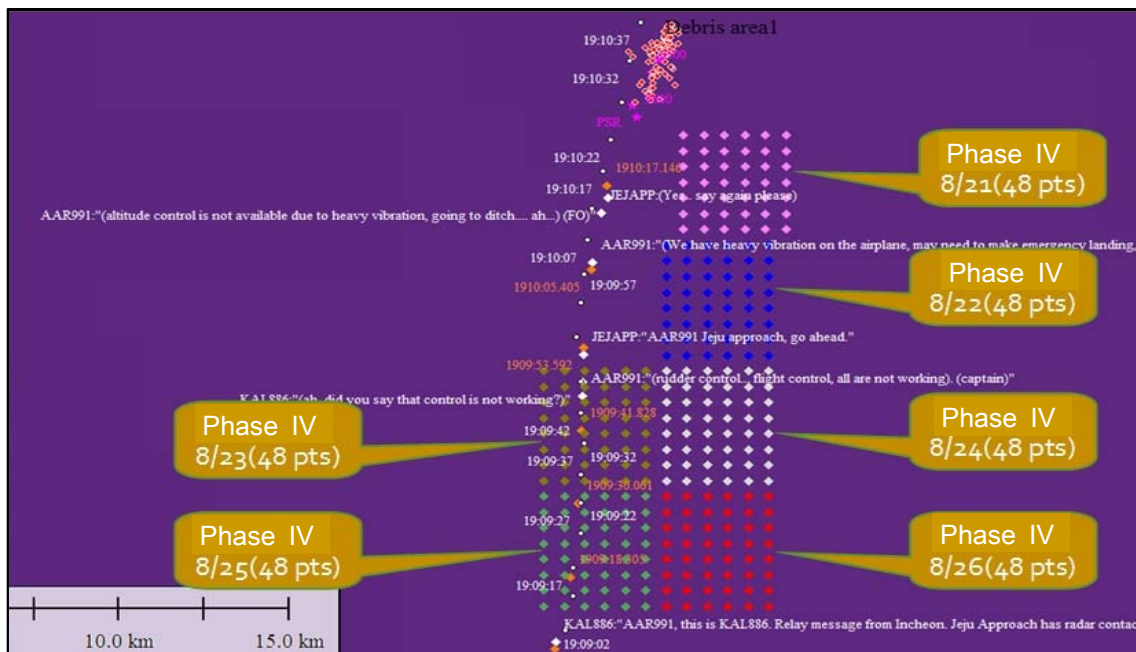 Debris area1
19:10:37
19:10:32
PSR
19:10:22
1910:17.146
Phase IV
8/21(48 pts)
19:10:17
JEJAPP:(Yea.. say again please)
AAR991:"(altitude control is not available due to heavy vibration, going to ditch.... ah...) (FO)"
AAR991:"(We have heavy vibration on the airplane, may need to make emergency landing,
19:10:07
Phase IV
8/22(48 pts)
1910:05.405
19:09:57
JEJAPP:"AAR991 Jeju approach, go ahead."
1909:53.592
AAR991:"(rudder control... flight control, all are not working). (captain)"
KAL886:"(ah, did you say that control is not working?)"
1909:41.828
Phase IV
8/23(48 pts)
19:09:42
Phase IV
8/24(48 pts)
19:09:37
19:09:32
1909:30.061
19:09:27
19:09:22
Phase IV
8/25(48 pts)
Phase IV
8/26(48 pts)
1909:18.305
19:09:17
KAL886:"AAR991, this is KAL886. Relay message from Incheon. Jeju Approach has radar contac
19:09:02
10.0 km
15.0 km